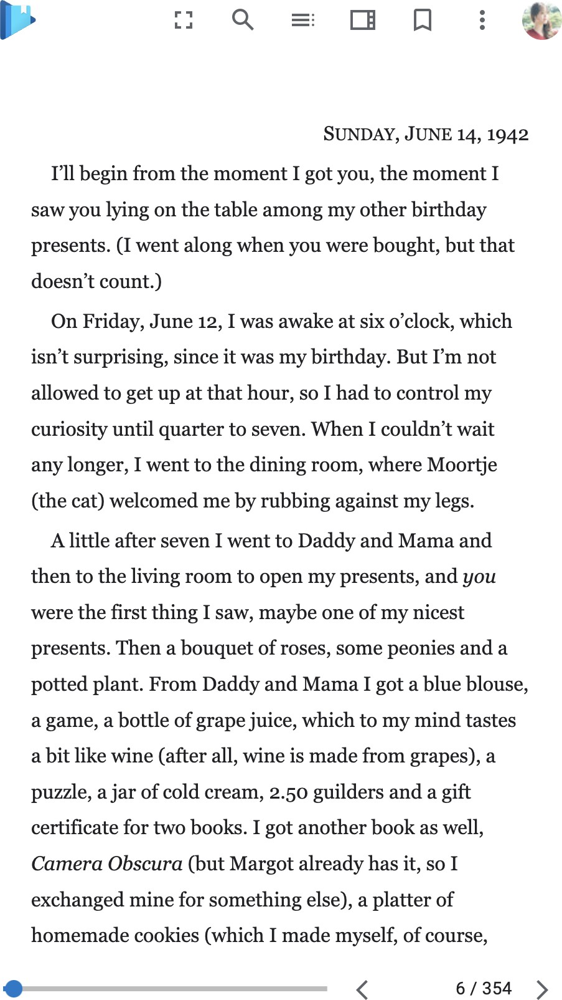 SUNDAY, JUNE 14, 1942
I’ll begin from the moment I got you, the moment I
saw you lying on the table among my other birthday
presents. (I went along when you were bought, but that
doesn’t count.)
On Friday, June 12, I was awake at six o’clock, which
isn’t surprising, since it was my birthday. But I’m not
allowed to get up at that hour, so I had to control my
curiosity until quarter to seven. When I couldn’t wait
any longer, I went to the dining room, where Moortje
(the cat) welcomed me by rubbing against my legs.
A little after seven I went to Daddy and Mama and
then to the living room to open my presents, and you
were the first thing I saw, maybe one of my nicest
presents. Then a bouquet of roses, some peonies and a
potted plant. From Daddy and Mama I got a blue blouse,
a game, a bottle of grape juice, which to my mind tastes
a bit like wine (after all, wine is made from grapes), a
puzzle, a jar of cold cream, 2.50 guilders and a gift
certificate for two books. I got another book as well,
Camera Obscura (but Margot already has it, so I
exchanged mine for something else), a platter of
homemade cookies (which I made myself, of course,
6 / 354